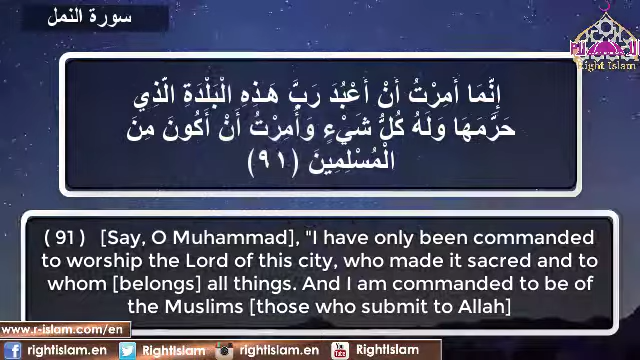 سورة النمل
Right Islam
إِنَّمَا أُمِرْتُ أَنْ أَعْبُدَ رَبَّ هَـذِهِ الْبَلْدَةِ الَّذِي
حَرَّمَهَا وَلَهُ كُلُّ شَيْءٍ وَأُمِرْتُ أَنْ أَكُونَ مِنَ
الْمُسْلِمِينَ (٩١)
( 91 ) [Say, O Muhammad], "I have only been commanded
to worship the Lord of this city, who made it sacred and to
whom [belongs] all things. And I am commanded to be of
the Muslims [those who submit to Allah]
www.r-islam.com/en
rightislam.en RightIslam rightislam.en You Tube RightIslam